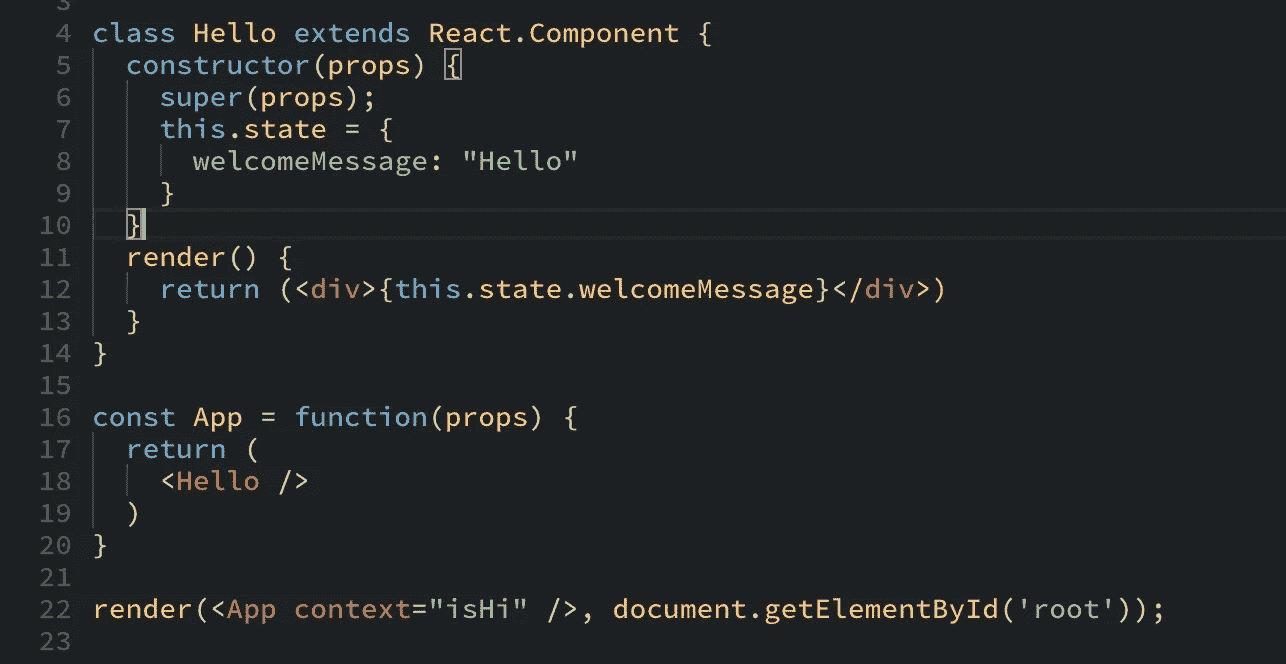 3
4 class Hello extends React.Component {
5   constructor(props) {
6     super(props);
7     this.state = {
8       welcomeMessage: "Hello"
9     }
10   }
11   render() {
12     return (<div>{this.state.welcomeMessage}</div>)
13   }
14 }
15
16 const App = function(props) {
17   return (
18     <Hello />
19   )
20 }
21
22 render(<App context="isHi" />, document.getElementById('root'));
23